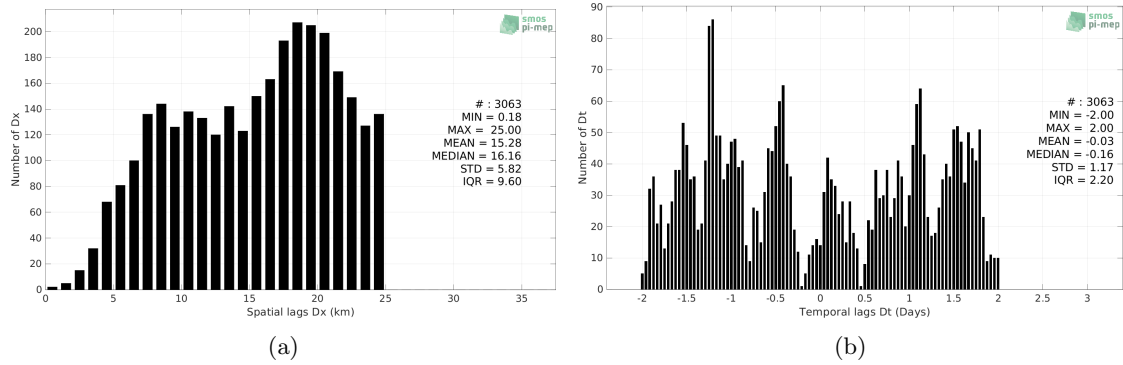 smos
pi-mep
200
180
160
140
120
100
80
60
40
20
0
Number of Dx
# : 3063
MIN = 0.18
MAX = 25.00
MEAN = 15.28
MEDIAN = 16.16
STD = 5.82
IQR = 9.60
0 5 10 15 20 25 30 35
Spatial lags Dx (km)
(a)
smos
pi-mep
90
80
70
60
50
40
30
20
10
0
Number of Dt
# : 3063
MIN = -2.00
MAX = 2.00
MEAN = -0.03
MEDIAN = -0.16
STD = 1.17
IQR = 2.20
-2 -1.5 -1 -0.5 0 0.5 1 1.5 2 2.5 3
Temporal lags Dt (Days)
(b)